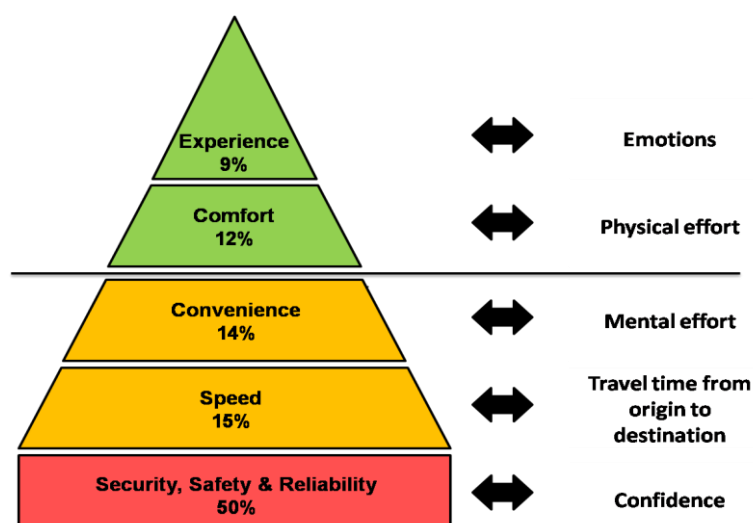 Experience
9%
Emotions
Comfort
12%
Physical effort
Convenience
14%
Mental effort
Speed
15%
Travel time from
origin to
destination
Security, Safety & Reliability
50%
Confidence